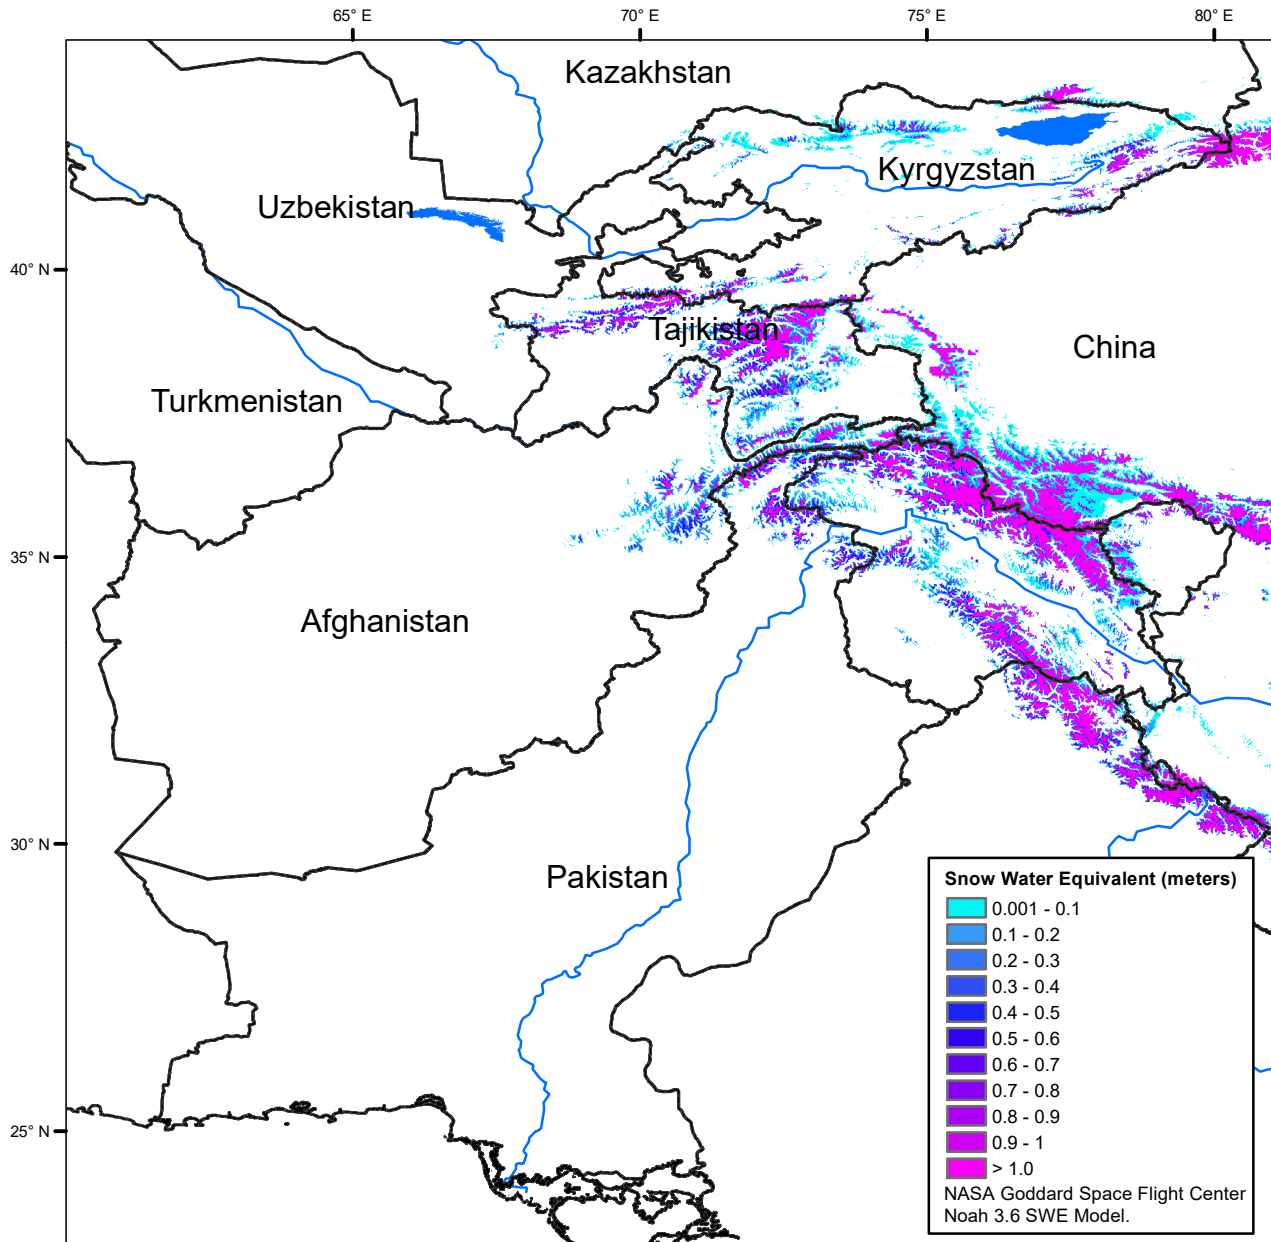 65° E
70° E
75° E
80° E
Kazakhstan
Kyrgyzstan
Uzbekistan
40° N
Tajikistan
China
Turkmenistan
35° N
Afghanistan
30° N
Pakistan
25° N
Snow Water Equivalent (meters)
0.001 - 0.1
0.1 - 0.2
0.2 - 0.3
0.3 - 0.4
0.4 - 0.5
0.5 - 0.6
0.6 - 0.7
0.7 - 0.8
0.8 - 0.9
0.9 - 1
> 1.0
NASA Goddard Space Flight Center
Noah 3.6 SWE Model.